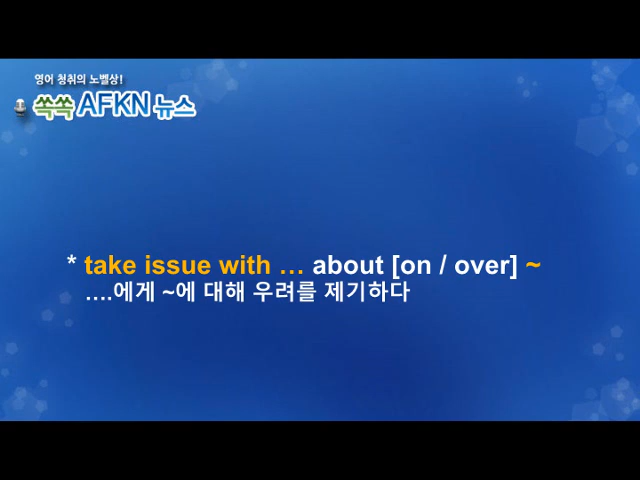 영어 청취의 노벨상!
쏙쏙 AFKN 뉴스
* take issue with … about [on / over] ~
….에게 ~에 대해 우려를 제기하다